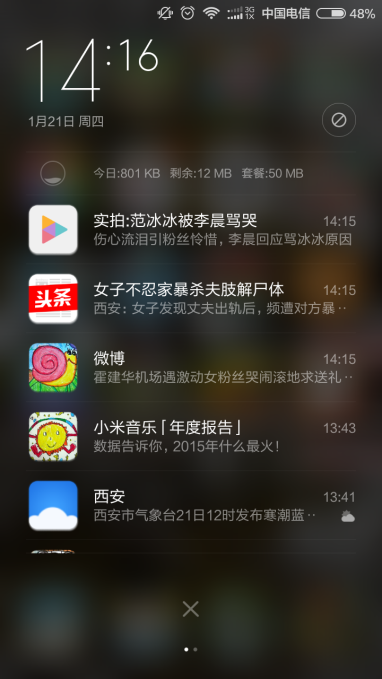 3G
1X
中国电信
48%
14:16
1月21日 周四
今日:801 KB 剩余:12 MB 套餐:50 MB
实拍:范冰冰被李晨骂哭
14:15
伤心流泪引粉丝怜惜，李晨回应骂冰冰原因
头条
女子不忍家暴杀夫肢解尸体
14:15
西安：女子发现丈夫出轨后，频遭对方暴··
微博
14:15
霍建华机场遇激动女粉丝哭闹滚地求送礼··
小米音乐「年度报告」
13:43
数据告诉你，2015年什么最火！
西安
13:41
西安市气象台21日12时发布寒潮蓝··